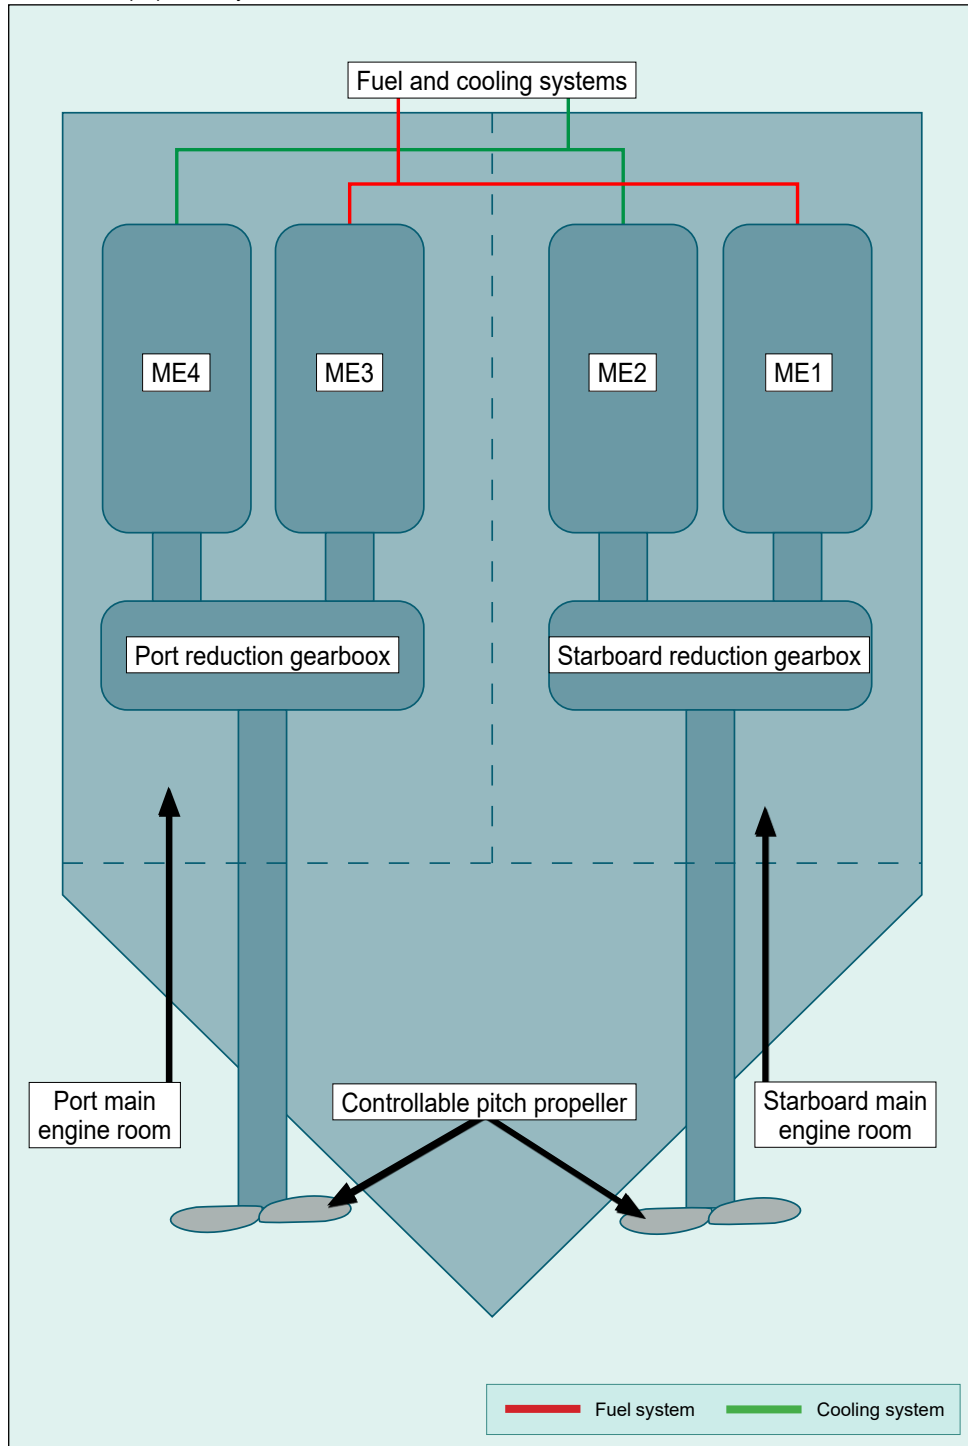 Fuel and cooling systems
ME4
ME3
ME2
ME1
Port reduction gearboox
Starboard reduction gearbox
Port main
engine room
Controllable pitch propeller
Starboard main
engine room
Fuel system
Cooling system